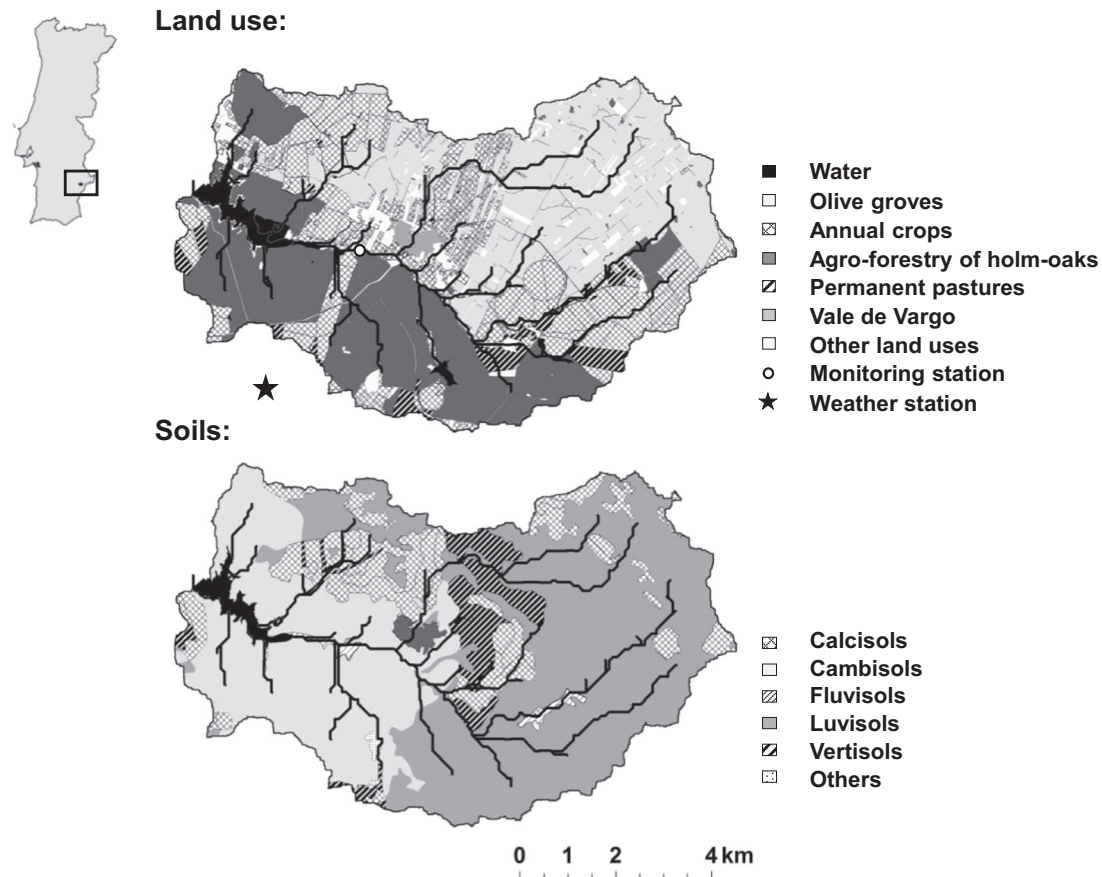 Land use:
Water
Olive groves
Annual crops
Agro-forestry of holm-oaks
Permanent pastures
Vale de Vargo
Other land uses
Monitoring station
Weather station
Soils:
Calcisols
Cambisols
Fluvisols
Luvisols
Vertisols
Others
0 1 2 4 km